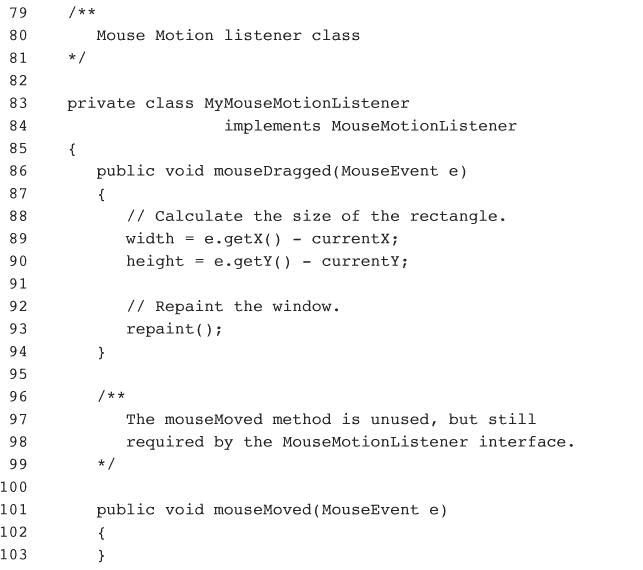 79    /**
80       Mouse Motion listener class
81    */
82
83    private class MyMouseMotionListener
84                    implements MouseMotionListener
85    {
86       public void mouseDragged(MouseEvent e)
87       {
88          // Calculate the size of the rectangle.
89          width = e.getX() - currentX;
90          height = e.getY() - currentY;
91
92          // Repaint the window.
93          repaint();
94       }
95
96       /**
97          The mouseMoved method is unused, but still
98          required by the MouseMotionListener interface.
99       */
100
101       public void mouseMoved(MouseEvent e)
102       {
103       }